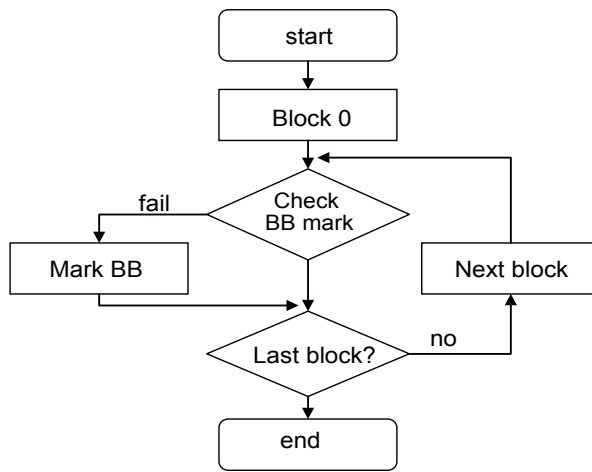 start
Block 0
Check
BB mark
fail
Mark BB
Next block
Last block?
no
end